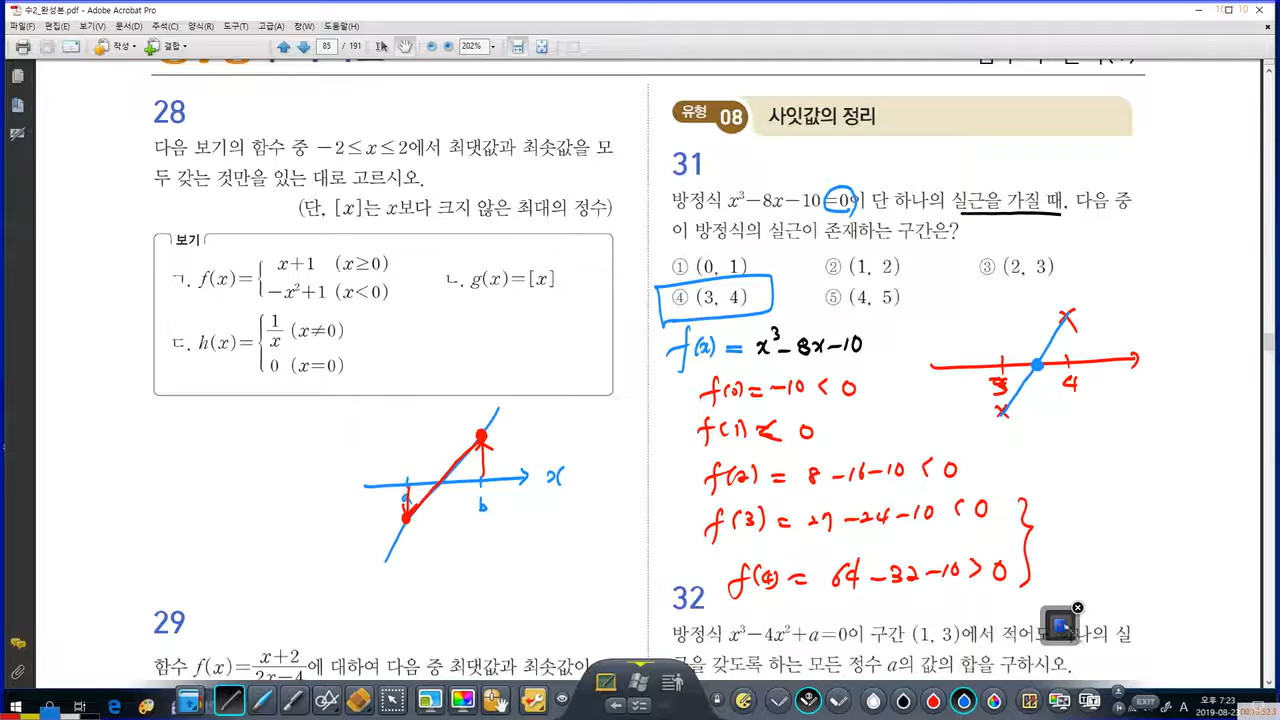 수2_완성본.pdf - Adobe Acrobat Pro
파일(F) 편집(E) 보기(V) 문서(D) 주석(C) 양식(R) 도구(T) 고급(A) 창(W) 도움말(H)
작성 결합 85 / 191 202%
28
다음 보기의 함수 중 −2≤x≤2에서 최댓값과 최솟값을 모
두 갖는 것만을 있는 대로 고르시오.
(단, [x]는 x보다 크지 않은 최대의 정수)
보기
ㄱ. f(x)={ x+1 (x≥0)
−x²+1 (x<0)
ㄴ. g(x)=[x]
ㄷ. h(x)={ 1/x (x≠0)
0 (x=0)
a b x
29
함수 f(x)=(x+2)/(2x−4)에 대하여 다음 중 최댓값과 최솟값이
유형 08 사잇값의 정리
31
방정식 x³−8x−10=0이 단 하나의 실근을 가질 때, 다음 중
이 방정식의 실근이 존재하는 구간은?
① (0, 1) ② (1, 2) ③ (2, 3)
④ (3, 4) ⑤ (4, 5)
f(x) = x³−8x−10
f(0) = −10 < 0
f(1) < 0
f(2) = 8−16−10 < 0
f(3) = 27−24−10 < 0
f(4) = 64−32−10 > 0
3 4
32
방정식 x³−4x²+a=0이 구간 (1, 3)에서 적어도 하나의 실
근을 갖도록 하는 모든 정수 a의 값의 합을 구하시오.
EXIT
오후 7:23